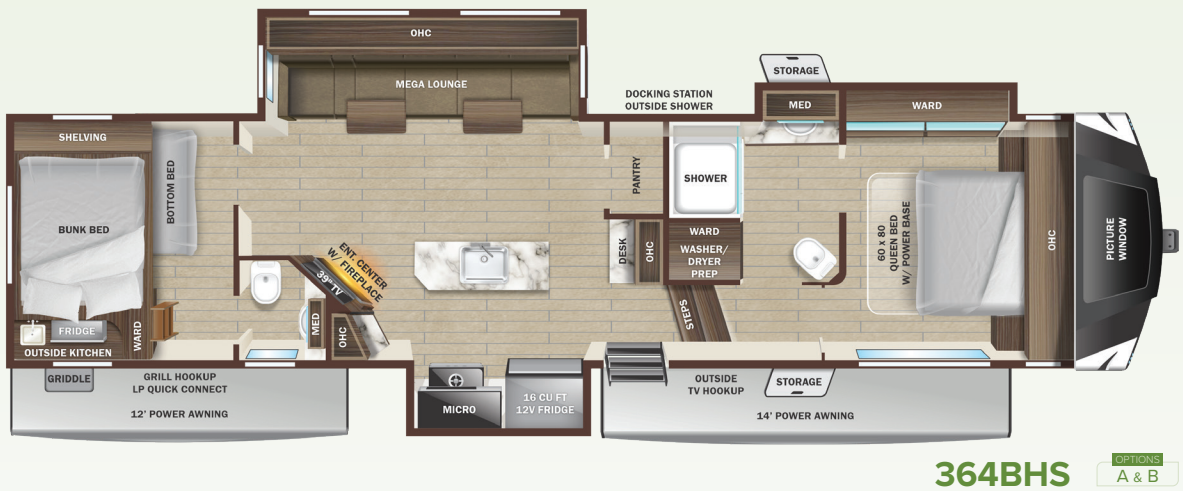 OHC
MEGA LOUNGE
DOCKING STATION
OUTSIDE SHOWER
STORAGE
MED
WARD
SHELVING
BUNK BED
BOTTOM BED
PANTRY
SHOWER
60 x 80
QUEEN BED
W/ POWER BASE
OHC
PICTURE
WINDOW
WARD
WASHER/
DRYER
PREP
DESK
OHC
ENT. CENTER
W/ FIREPLACE
39" TV
MED
OHC
STEPS
FRIDGE
OUTSIDE KITCHEN
WARD
GRIDDLE
GRILL HOOKUP
LP QUICK CONNECT
12' POWER AWNING
MICRO
16 CU FT
12V FRIDGE
OUTSIDE
TV HOOKUP
STORAGE
14' POWER AWNING
364BHS
OPTIONS
A & B